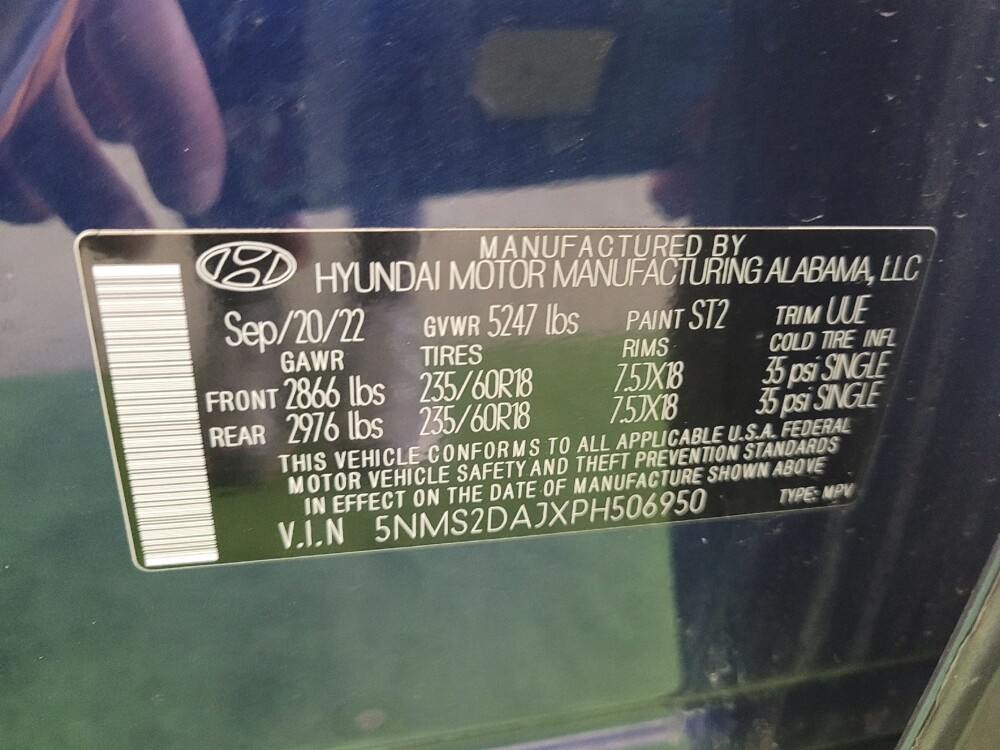 MANUFACTURED BY
HYUNDAI MOTOR MANUFACTURING ALABAMA, LLC
Sep/20/22 GVWR 5247 lbs PAINT ST2 TRIM UUE
GAWR TIRES RIMS COLD TIRE INFL
FRONT 2866 lbs 235/60R18 7.5JX18 35 psi SINGLE
REAR 2976 lbs 235/60R18 7.5JX18 35 psi SINGLE
THIS VEHICLE CONFORMS TO ALL APPLICABLE U.S.A. FEDERAL
MOTOR VEHICLE SAFETY AND THEFT PREVENTION STANDARDS
IN EFFECT ON THE DATE OF MANUFACTURE SHOWN ABOVE
V.I.N 5NMS2DAJXPH506950 TYPE: MPV